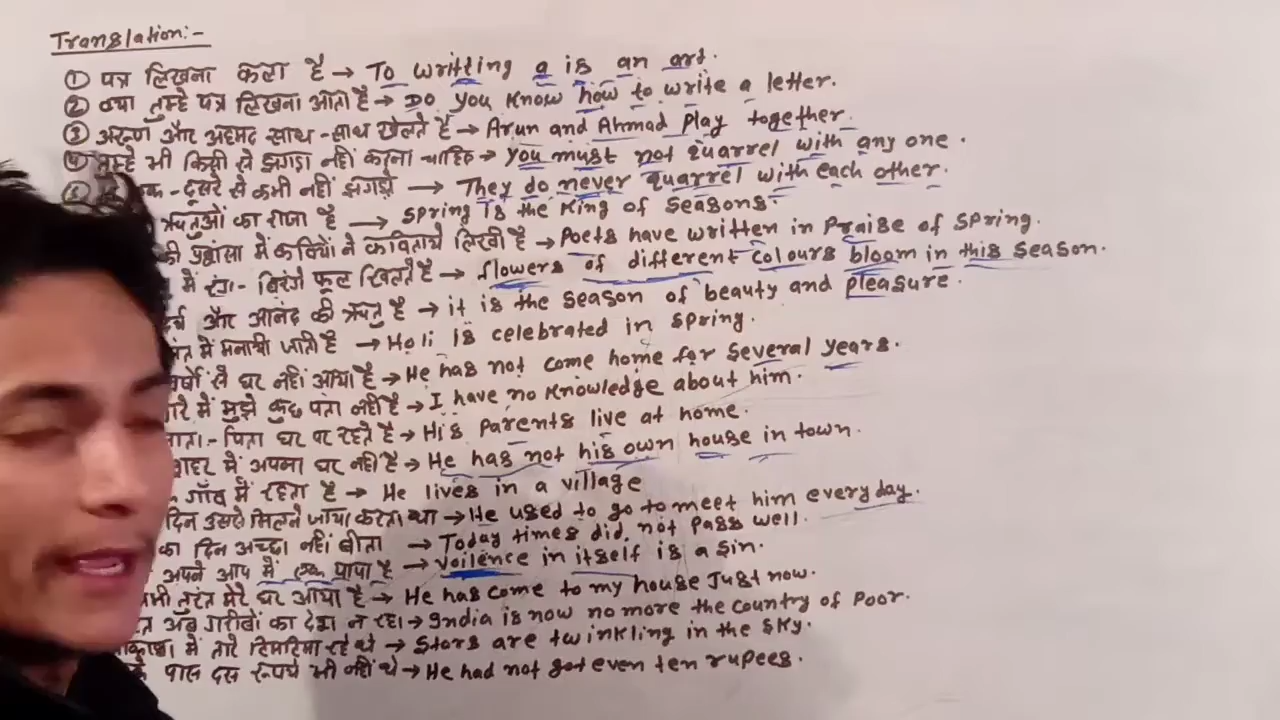 Translation:-
① पत्र लिखना कला है → To writting a is an art.
② क्या तुम्हे पत्र लिखना आता है → Do you know how to write a letter.
③ अरुण और अहमद साथ-साथ खेलते है → Arun and Ahmad play together.
④ तुम्हे भी किसी से झगड़ा नहीं करना चाहिए → You must not quarrel with any one.
⑤ एक-दूसरे से कभी नहीं झगड़ते → They do never quarrel with each other.
ऋतुओं का राजा है → Spring is the King of Seasons.
की प्रशंसा में कवियों ने कवितायें लिखी है → Poets have written in Praise of Spring.
में रंग-बिरंगे फूल खिलते है → flowers of different colours bloom in this Season.
और आनंद की ऋतु है → it is the season of beauty and pleasure.
में मनायी जाती है → Holi is celebrated in spring.
वर्षो से घर नहीं आया है → He has not come home for several years.
में मुझे कुछ पता नहीं है → I have no knowledge about him.
माता-पिता घर पर रहते है → His parents live at home.
शहर में अपना घर नहीं है → He has not his own house in town.
गाँव में रहता है → He lives in a village
दिन उससे मिलने जाया करता था → He used to go to meet him every day.
का दिन अच्छा नहीं बीता → Today times did not pass well.
अपने आप में एक पाप है → voilence in itself is a sin.
तुरंत मेरे घर आया है → He has come to my house Just now.
अब गरीबों का देश न रहा → India is now no more the country of Poor.
में तारे टिमटिमा रहे थे → Stars are twinkling in the Sky.
पास दस रूपये भी नहीं थे → He had not got even ten rupees.